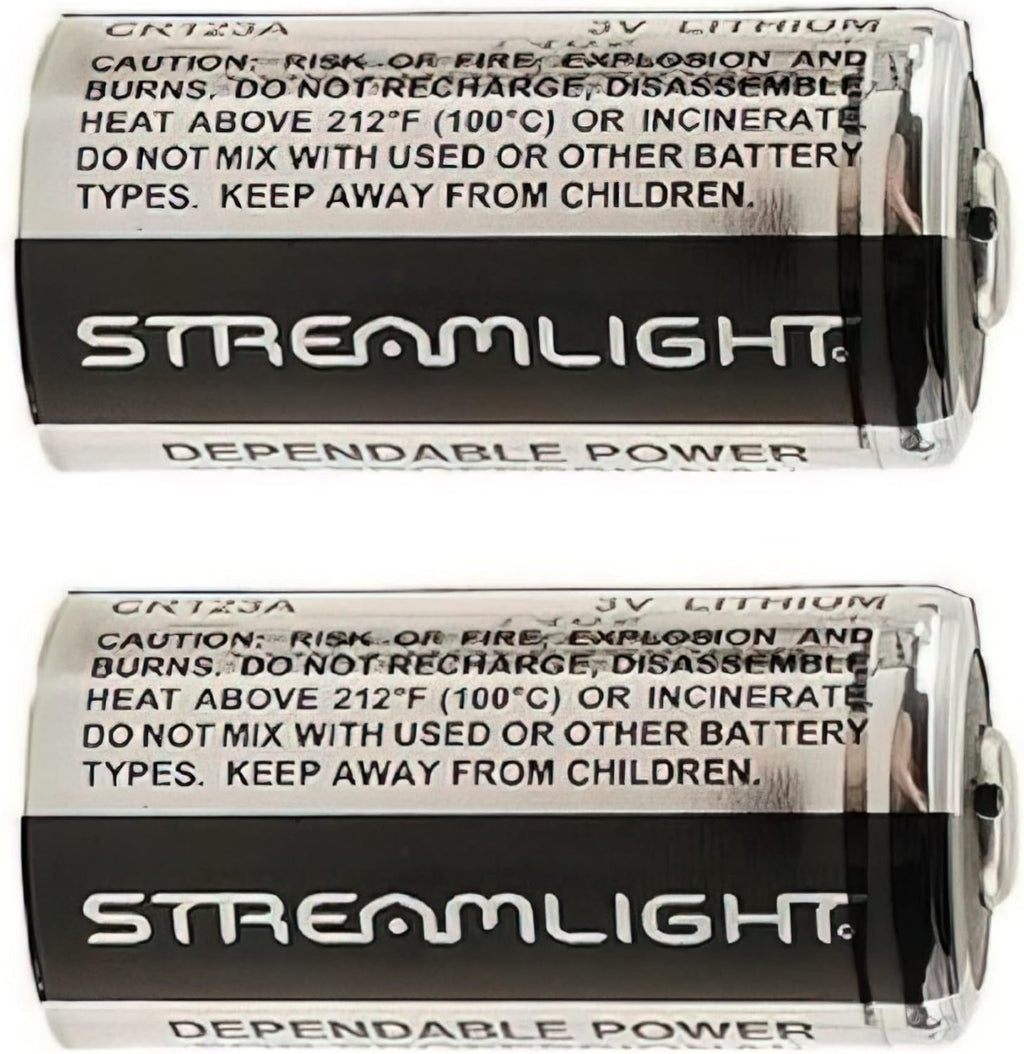 CR123A 3V LITHIUM
CAUTION: RISK OF FIRE, EXPLOSION AND
BURNS. DO NOT RECHARGE, DISASSEMBLE,
HEAT ABOVE 212°F (100°C) OR INCINERATE.
DO NOT MIX WITH USED OR OTHER BATTERY
TYPES. KEEP AWAY FROM CHILDREN.
STREAMLIGHT®
DEPENDABLE POWER
CR123A 3V LITHIUM
CAUTION: RISK OF FIRE, EXPLOSION AND
BURNS. DO NOT RECHARGE, DISASSEMBLE,
HEAT ABOVE 212°F (100°C) OR INCINERATE.
DO NOT MIX WITH USED OR OTHER BATTERY
TYPES. KEEP AWAY FROM CHILDREN.
STREAMLIGHT®
DEPENDABLE POWER